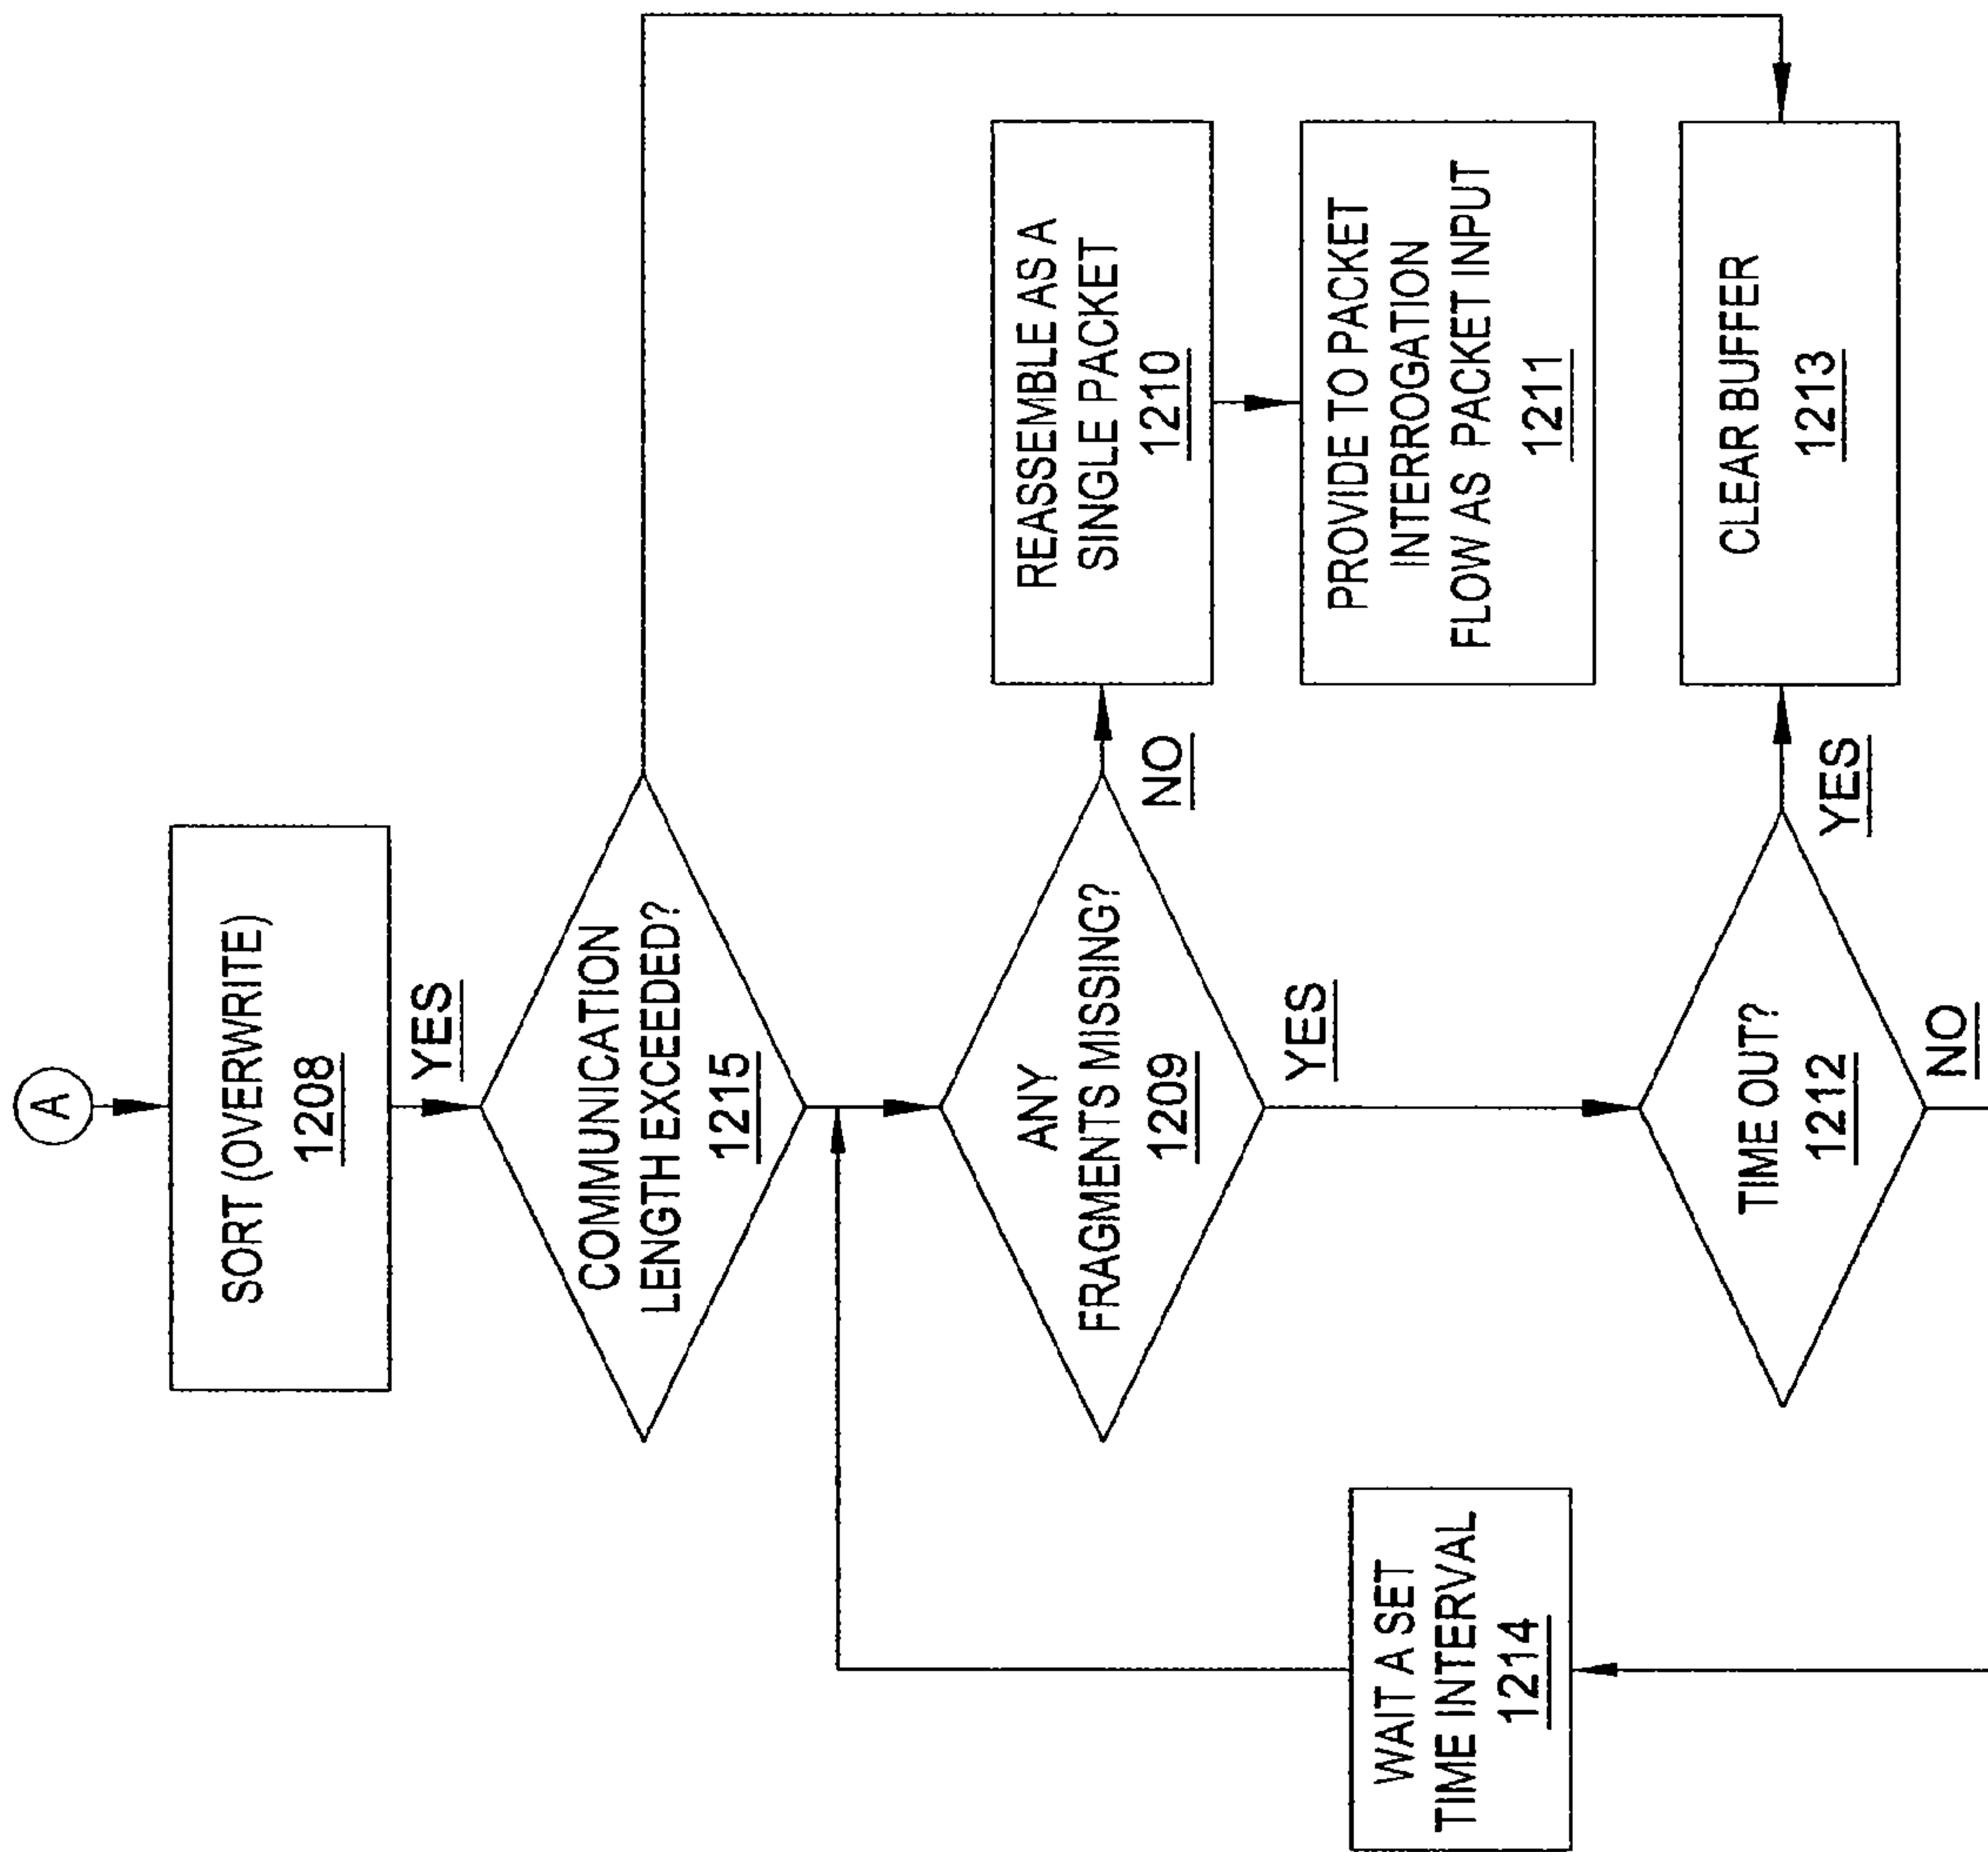 A
SORT (OVERWRITE)
1208
YES
COMMUNICATION
LENGTH EXCEEDED?
1215
ANY
FRAGMENTS MISSING?
1209
NO
REASSEMBLE AS A
SINGLE PACKET
1210
PROVIDE TO PACKET
INTERROGATION
FLOW AS PACKET INPUT
1211
YES
TIME OUT?
1212
YES
CLEAR BUFFER
1213
NO
WAIT A SET
TIME INTERVAL
1214